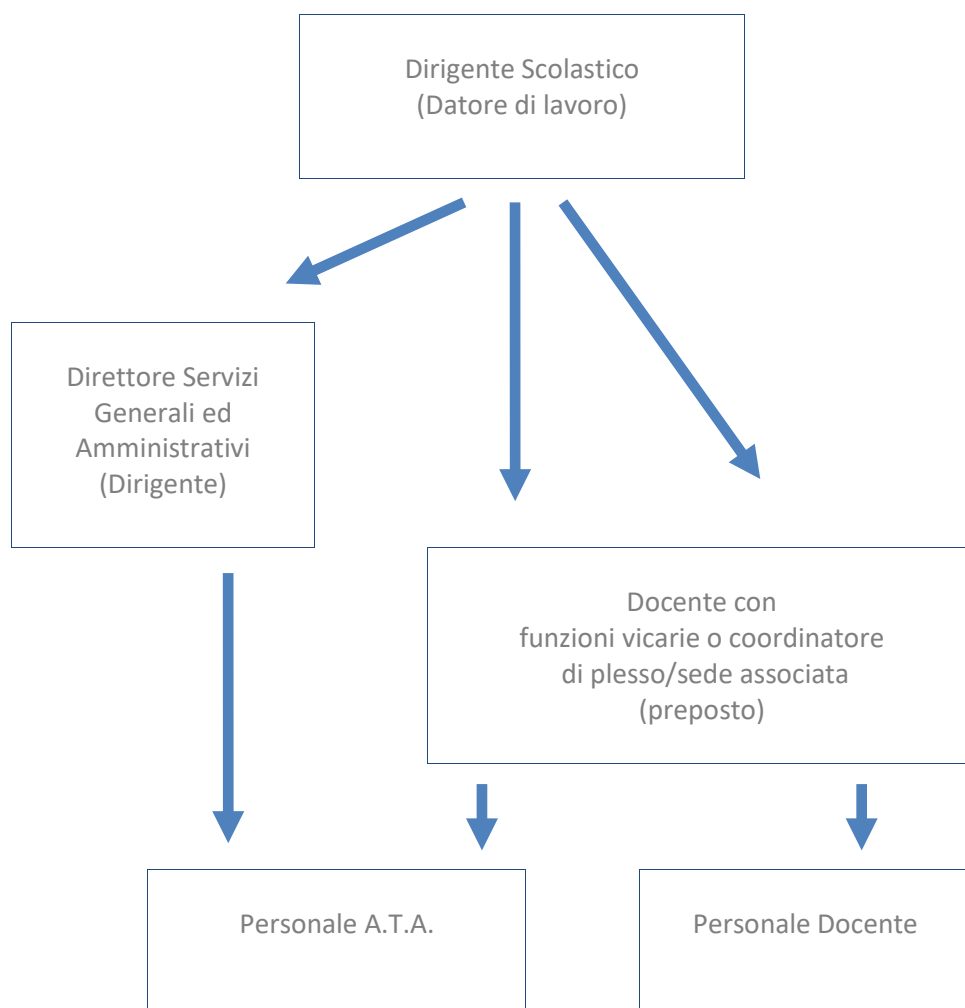 Dirigente Scolastico
(Datore di lavoro)
Direttore Servizi
Generali ed
Amministrativi
(Dirigente)
Docente con
funzioni vicarie o coordinatore
di plesso/sede associata
(preposto)
Personale A.T.A.
Personale Docente